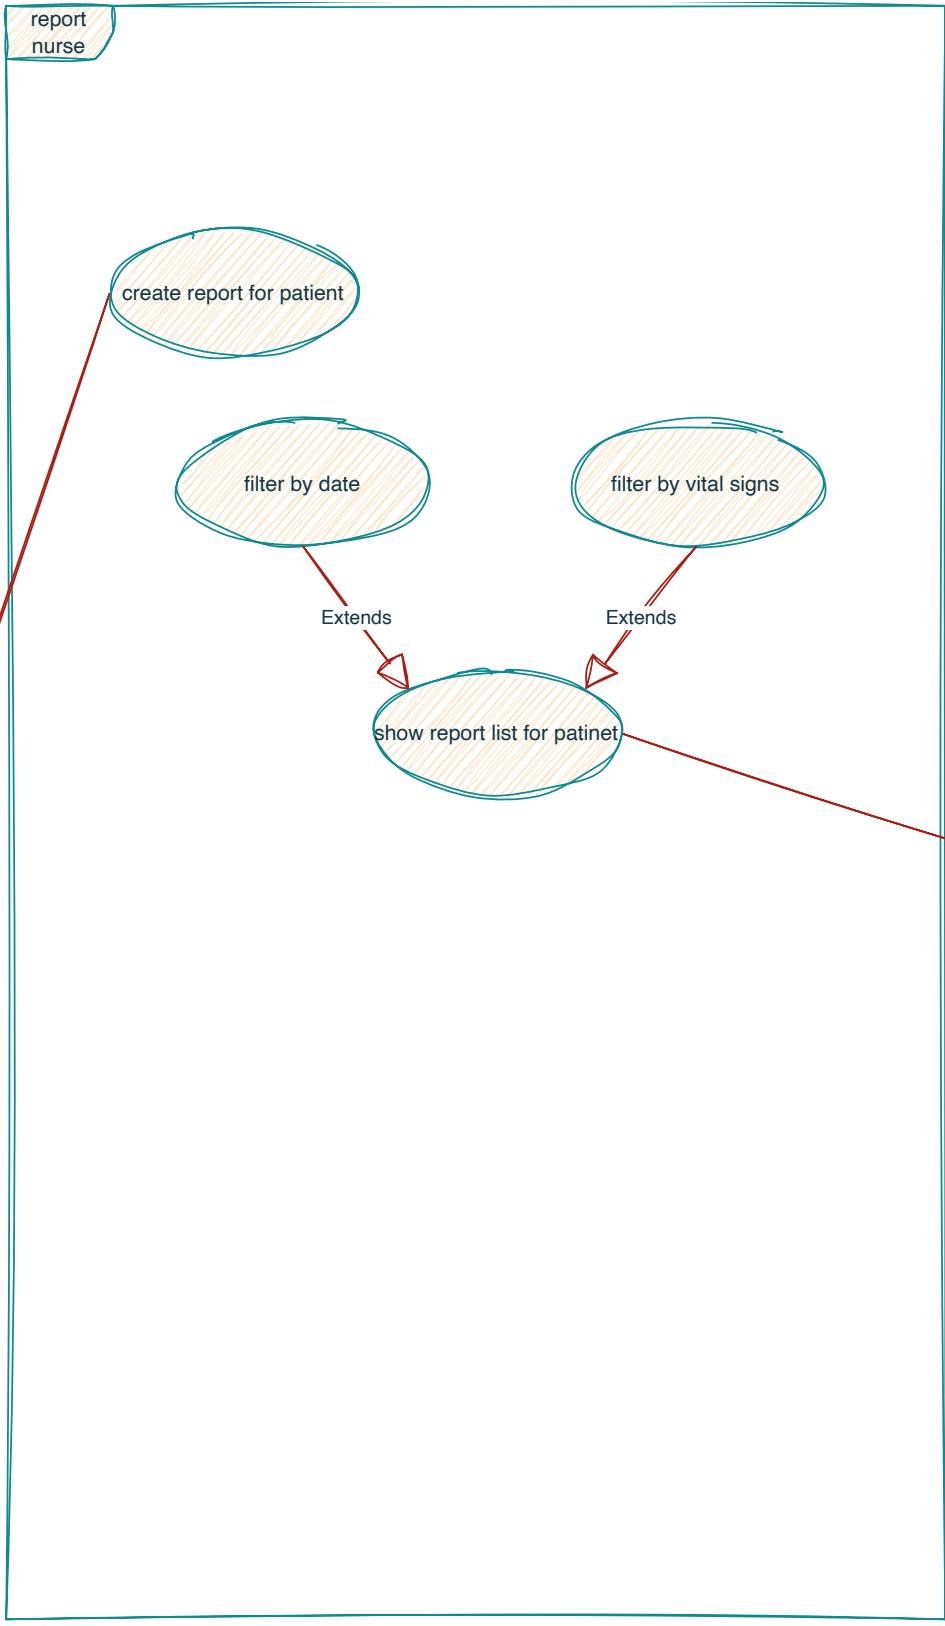 report
nurse
create report for patient
filter by date
filter by vital signs
Extends
Extends
show report list for patinet